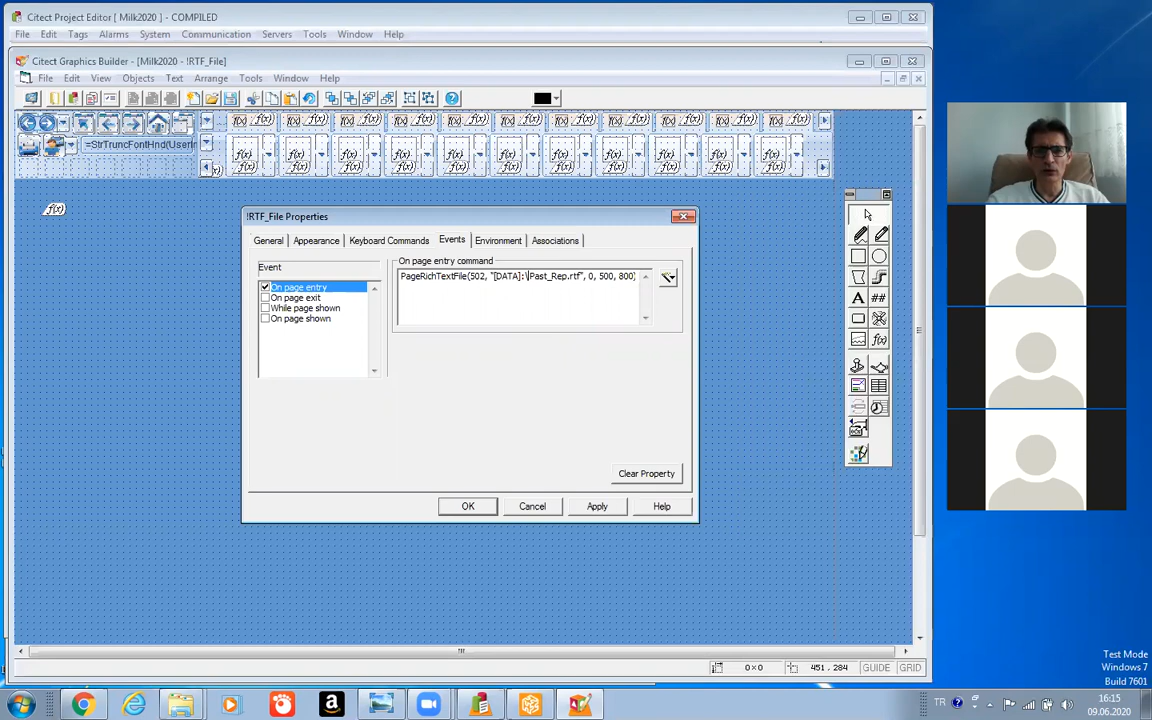 Citect Project Editor [ Milk2020 ] - COMPILED
File Edit Tags Alarms System Communication Servers Tools Window Help
Citect Graphics Builder - [Milk2020 - !RTF_File]
File Edit View Objects Text Arrange Tools Window Help
=StrTruncFontHnd(UserIn
!RTF_File Properties
General Appearance Keyboard Commands Events Environment Associations
Event
On page entry command
On page entry
On page exit
While page shown
On page shown
PageRichTextFile(502, "[DATA]:\Past_Rep.rtf", 0, 500, 800)
Clear Property
OK Cancel Apply Help
0×0 451, 284 GUIDE GRID
Test Mode
Windows 7
Build 7601
TR
16:15
09.06.2020